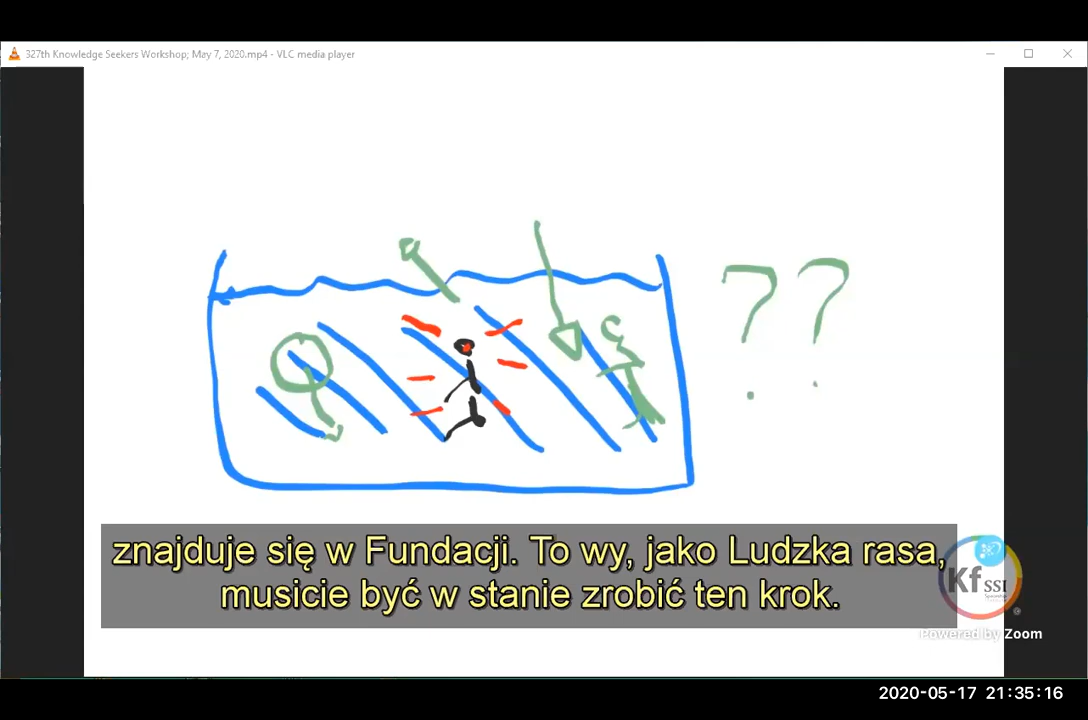 327th Knowledge Seekers Workshop; May 7, 2020.mp4 - VLC media player
? ?
znajduje się w Fundacji. To wy, jako Ludzka rasa,
musicie być w stanie zrobić ten krok.
Kf SSI
Powered by Zoom
2020-05-17 21:35:16